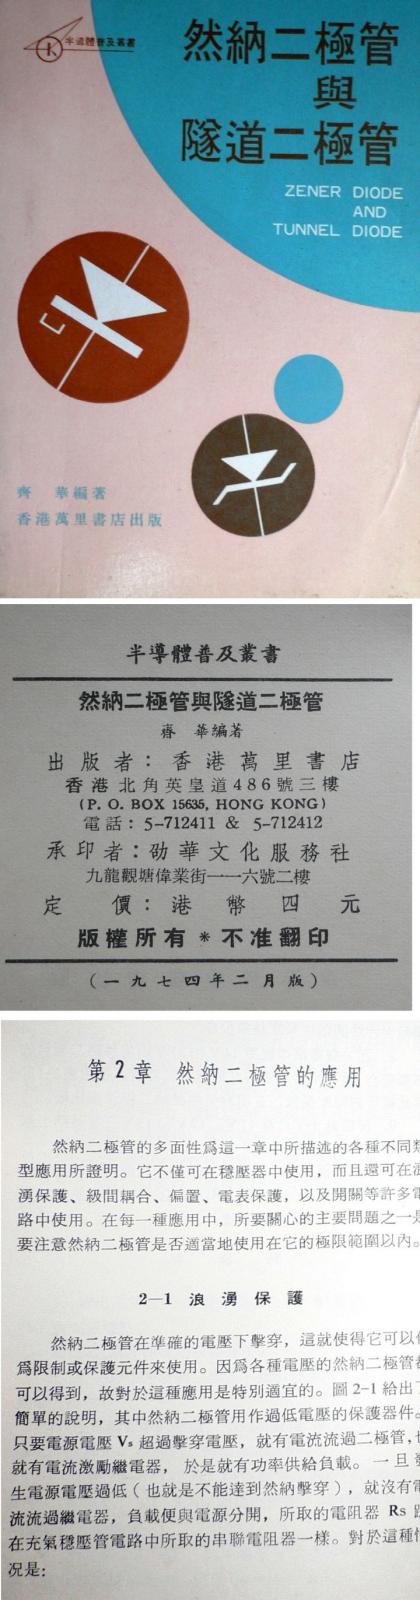 半導體普及叢書
K
然納二極管
與
隧道二極管
ZENER DIODE
AND
TUNNEL DIODE
齊 華編著
香港萬里書店出版
半導體普及叢書
然納二極管與隧道二極管
齊 華編著
出版者：香港萬里書店
香港北角英皇道486號三樓
(P. O. BOX 15635, HONG KONG)
電話：5-712411 & 5-712412
承印者：劭華文化服務社
九龍觀塘偉業街一一六號二樓
定 價：港幣四元
版權所有 * 不准翻印
(一九七四年二月版)
第2章 然納二極管的應用
然納二極管的多面性爲這一章中所描述的各種不同類
型應用所證明。它不僅可在穩壓器中使用，而且還可在浪
湧保護、級間耦合、偏置、電表保護，以及開關等許多電
路中使用。在每一種應用中，所要關心的主要問題之一是
要注意然納二極管是否適當地使用在它的極限範圍以內。
2—1 浪湧保護
然納二極管在準確的電壓下擊穿，這就使得它可以作
爲限制或保護元件來使用。因爲各種電壓的然納二極管都
可以得到，故對於這種應用是特別適宜的。圖2-1給出了
簡單的說明，其中然納二極管用作過低電壓的保護器件。
只要電源電壓 Vs 超過擊穿電壓，就有電流流過二極管，也
就有電流激勵繼電器，於是就有功率供給負載。一旦發
生電源電壓過低（也就是不能達到然納擊穿），就沒有電
流流過繼電器，負載便與電源分開，所取的電阻器 Rs 跟
在充氣穩壓管電路中所取的串聯電阻器一樣。對於這種情
况是：